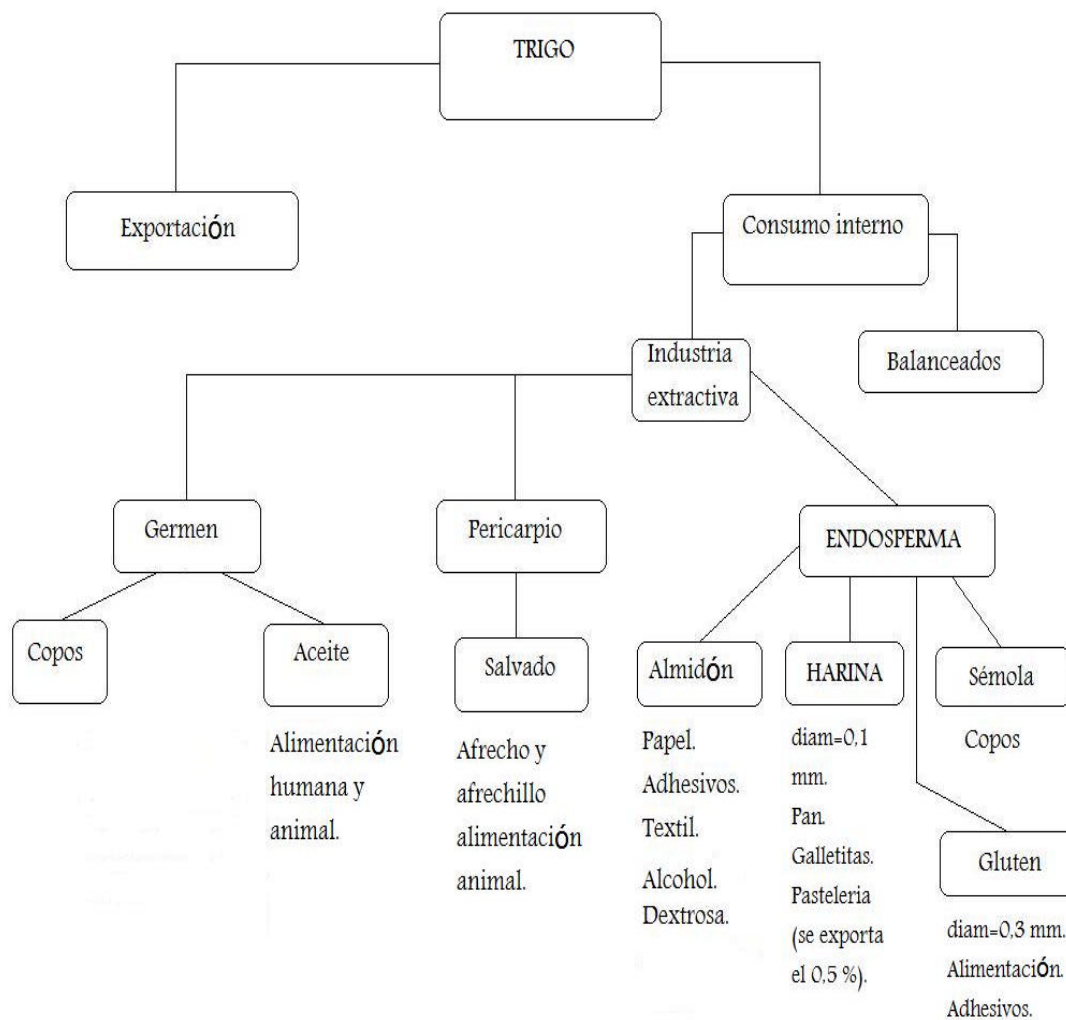 TRIGO
Exportación
Consumo interno
Industria
extractiva
Balanceados
Germen
Pericarpio
ENDOSPERMA
Copos
Aceite
Salvado
Almidón
HARINA
Sémola
Alimentación
humana y
animal.
Afrecho y
afrechillo
alimentación
animal.
Papel.
Adhesivos.
Textil.
Alcohol.
Dextrosa.
diam=0,1
mm.
Pan.
Galletitas.
Pasteleria
(se exporta
el 0,5 %).
Copos
Gluten
diam=0,3 mm.
Alimentación.
Adhesivos.